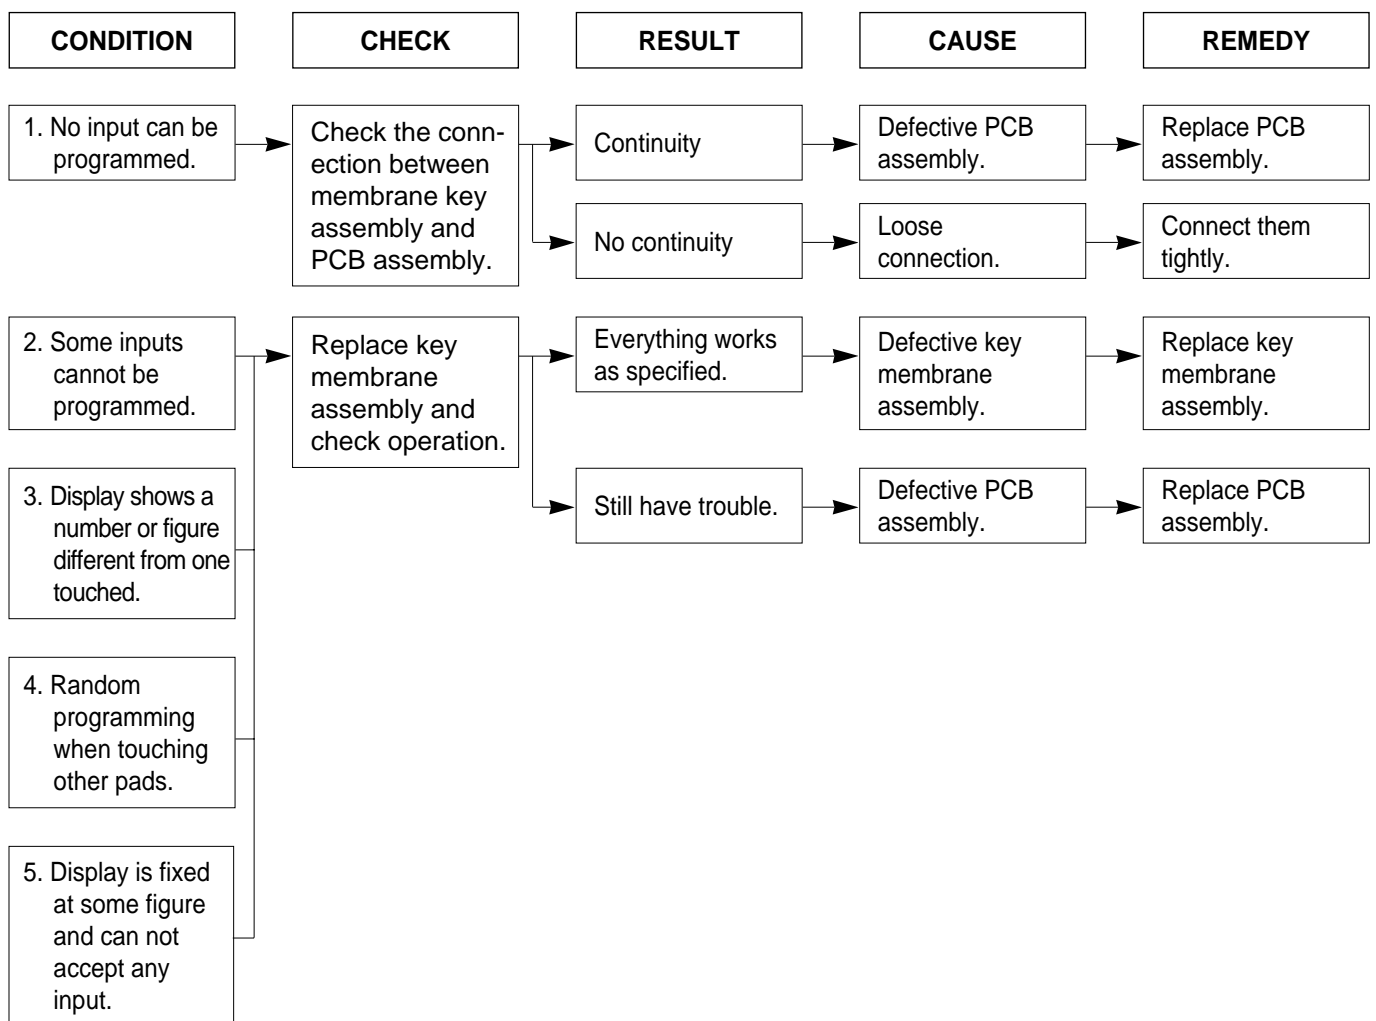 CONDITION
CHECK
RESULT
CAUSE
REMEDY
1. No input can be
programmed.
Check the conn-
ection between
membrane key
assembly and
PCB assembly.
Continuity
Defective PCB
assembly.
Replace PCB
assembly.
No continuity
Loose
connection.
Connect them
tightly.
2. Some inputs
cannot be
programmed.
Replace key
membrane
assembly and
check operation.
Everything works
as specified.
Defective key
membrane
assembly.
Replace key
membrane
assembly.
Still have trouble.
Defective PCB
assembly.
Replace PCB
assembly.
3. Display shows a
number or figure
different from one
touched.
4. Random
programming
when touching
other pads.
5. Display is fixed
at some figure
and can not
accept any
input.